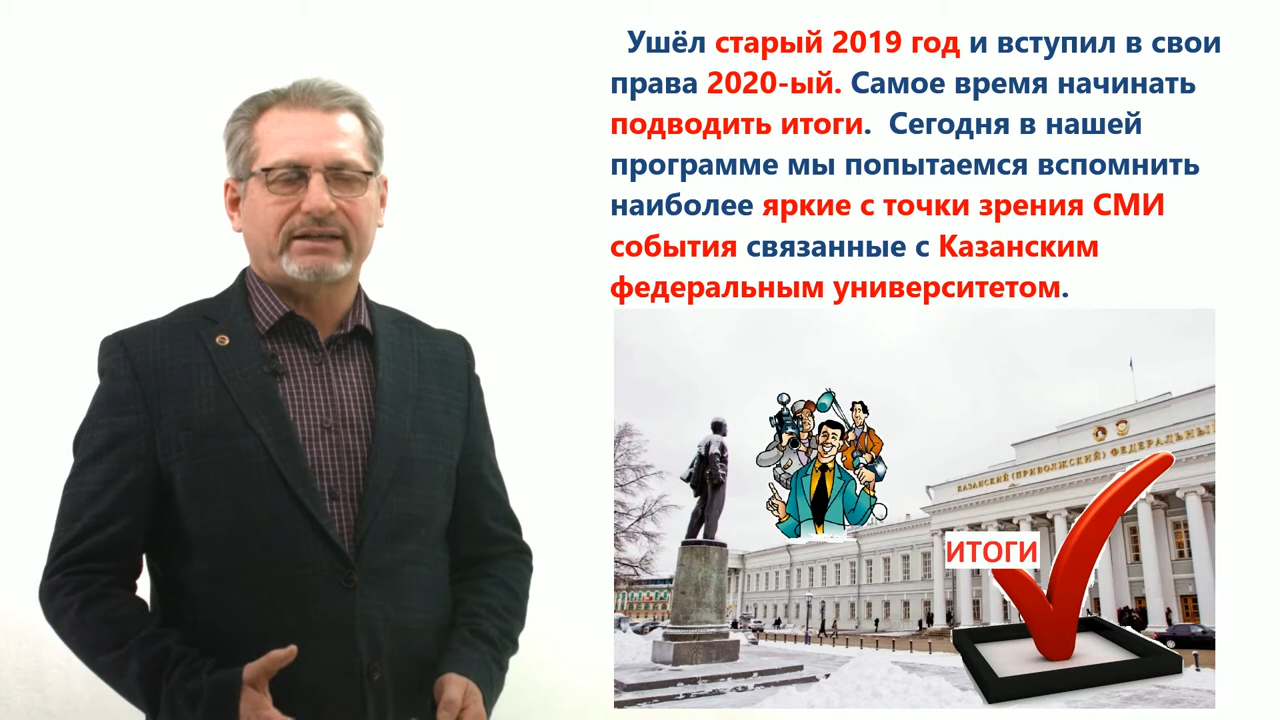 Ушёл старый 2019 год и вступил в свои
права 2020-ый. Самое время начинать
подводить итоги. Сегодня в нашей
программе мы попытаемся вспомнить
наиболее яркие с точки зрения СМИ
события связанные с Казанским
федеральным университетом.
КАЗАНСКИЙ (ПРИВОЛЖСКИЙ) ФЕДЕРАЛЬНЫЙ
ИТОГИ